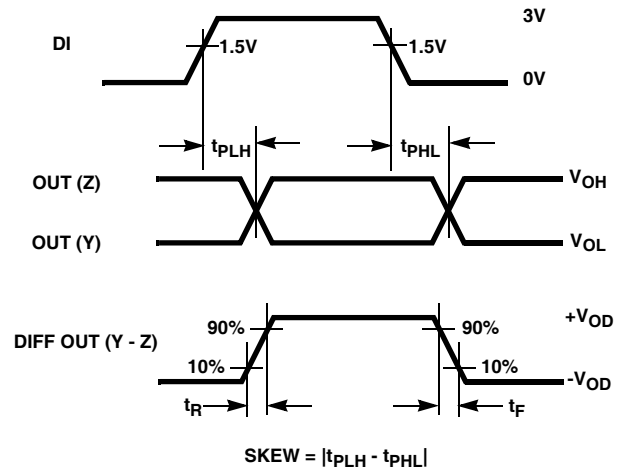 3V
DI
1.5V
1.5V
0V
tPLH
tPHL
OUT (Z)
VOH
OUT (Y)
VOL
+VOD
90%
90%
DIFF OUT (Y - Z)
10%
10%
-VOD
tR
tF
SKEW = |tPLH - tPHL|